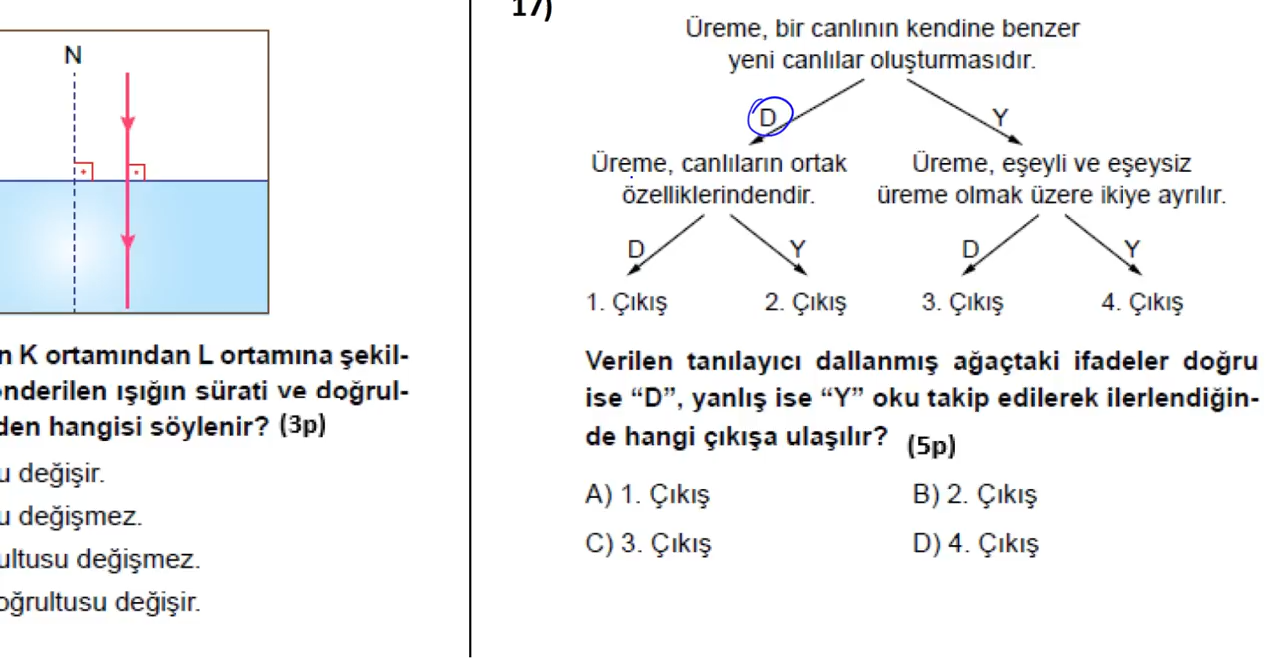 N
n K ortamından L ortamına şekil-
önderilen ışığın sürati ve doğrul-
den hangisi söylenir? (3p)
u değişir.
u değişmez.
ultusu değişmez.
oğrultusu değişir.
17)
Üreme, bir canlının kendine benzer
yeni canlılar oluşturmasıdır.
D Y
Üreme, canlıların ortak
özelliklerindendir.
Üreme, eşeyli ve eşeysiz
üreme olmak üzere ikiye ayrılır.
D Y D Y
1. Çıkış 2. Çıkış 3. Çıkış 4. Çıkış
Verilen tanılayıcı dallanmış ağaçtaki ifadeler doğru
ise “D”, yanlış ise “Y” oku takip edilerek ilerlendiğin-
de hangi çıkışa ulaşılır? (5p)
A) 1. Çıkış B) 2. Çıkış
C) 3. Çıkış D) 4. Çıkış